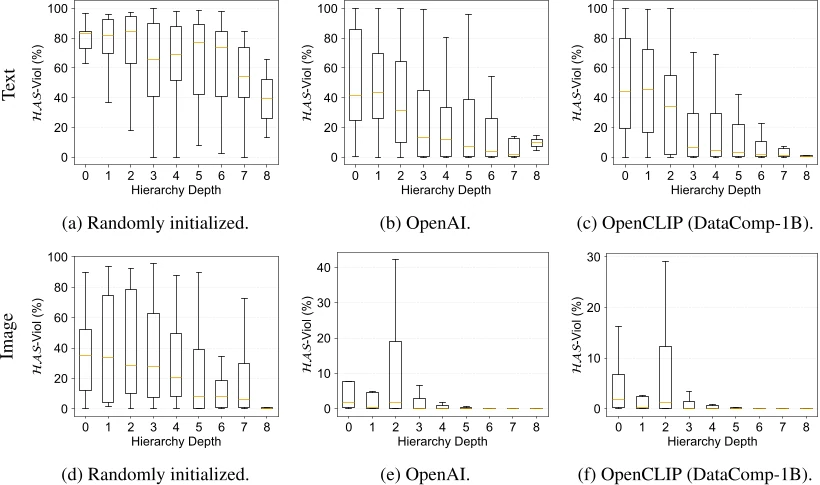 Text
HAS-Viol (%)
100
80
60
40
20
0
0 1 2 3 4 5 6 7 8
Hierarchy Depth
(a) Randomly initialized.
HAS-Viol (%)
100
80
60
40
20
0
0 1 2 3 4 5 6 7 8
Hierarchy Depth
(b) OpenAI.
HAS-Viol (%)
100
80
60
40
20
0
0 1 2 3 4 5 6 7 8
Hierarchy Depth
(c) OpenCLIP (DataComp-1B).
Image
HAS-Viol (%)
100
80
60
40
20
0
0 1 2 3 4 5 6 7 8
Hierarchy Depth
(d) Randomly initialized.
HAS-Viol (%)
40
30
20
10
0
0 1 2 3 4 5 6 7 8
Hierarchy Depth
(e) OpenAI.
HAS-Viol (%)
30
20
10
0
0 1 2 3 4 5 6 7 8
Hierarchy Depth
(f) OpenCLIP (DataComp-1B).